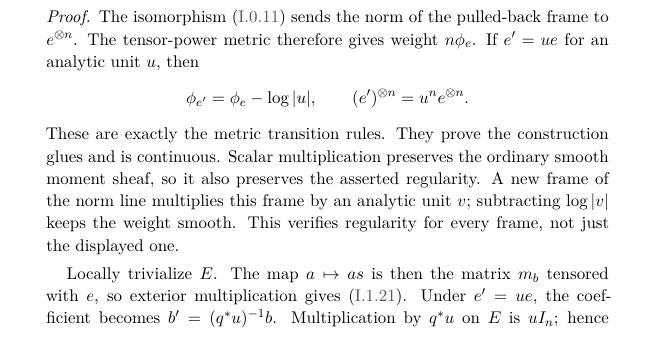 Proof. The isomorphism (I.0.11) sends the norm of the pulled-back frame to
e^{⊗n}. The tensor-power metric therefore gives weight nϕ_e. If e′ = ue for an
analytic unit u, then
ϕ_{e′} = ϕ_e − log |u|, (e′)^{⊗n} = u^n e^{⊗n}.
These are exactly the metric transition rules. They prove the construction
glues and is continuous. Scalar multiplication preserves the ordinary smooth
moment sheaf, so it also preserves the asserted regularity. A new frame of
the norm line multiplies this frame by an analytic unit v; subtracting log |v|
keeps the weight smooth. This verifies regularity for every frame, not just
the displayed one.
Locally trivialize E. The map a ↦ as is then the matrix m_b tensored
with e, so exterior multiplication gives (I.1.21). Under e′ = ue, the coef-
ficient becomes b′ = (q*u)^{−1}b. Multiplication by q*u on E is uI_n; hence